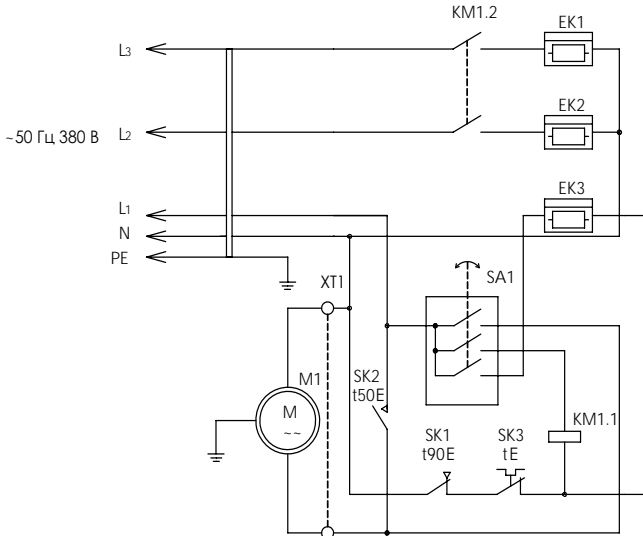 KM1.2
EK1
L3
EK2
~50 Гц 380 В
L2
EK3
L1
N
PE
XT1
SA1
M1
SK2
t50E
M
~~
SK1
t90E
SK3
tE
KM1.1